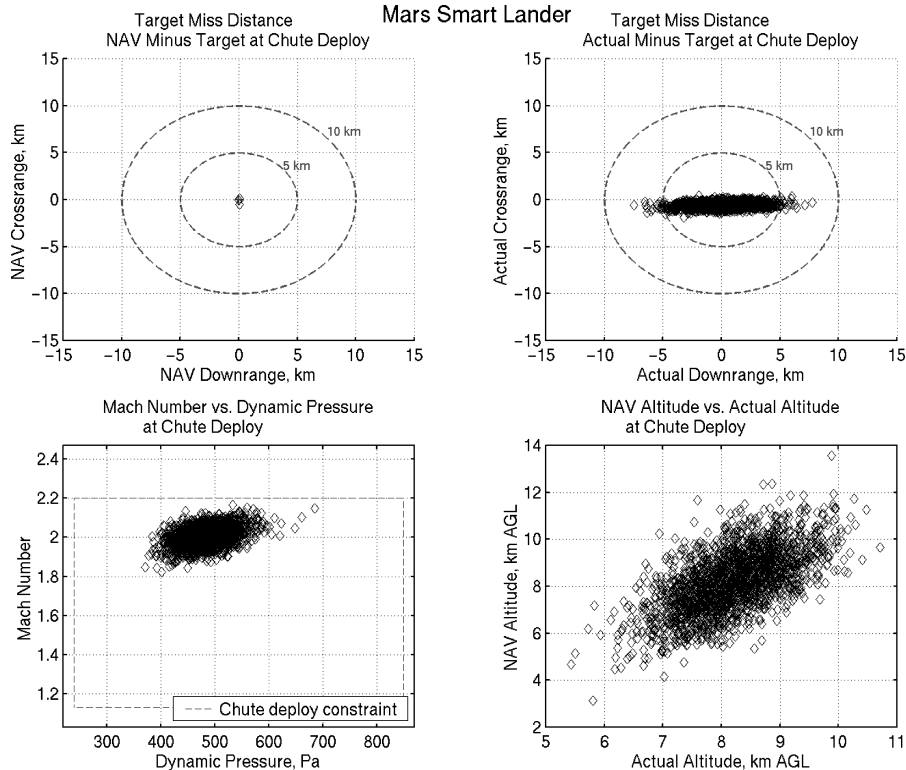 Mars Smart Lander
Target Miss Distance
NAV Minus Target at Chute Deploy
15
10
5
0
−5
−10
−15
NAV Crossrange, km
10 km
5 km
−15
−10
−5
0
5
10
15
NAV Downrange, km
Target Miss Distance
Actual Minus Target at Chute Deploy
15
10
5
0
−5
−10
−15
Actual Crossrange, km
10 km
5 km
−15
−10
−5
0
5
10
15
Actual Downrange, km
Mach Number vs. Dynamic Pressure
at Chute Deploy
2.4
2.2
2
1.8
1.6
1.4
1.2
Mach Number
Chute deploy constraint
300
400
500
600
700
800
Dynamic Pressure, Pa
NAV Altitude vs. Actual Altitude
at Chute Deploy
14
12
10
8
6
4
2
NAV Altitude, km AGL
5
6
7
8
9
10
11
Actual Altitude, km AGL